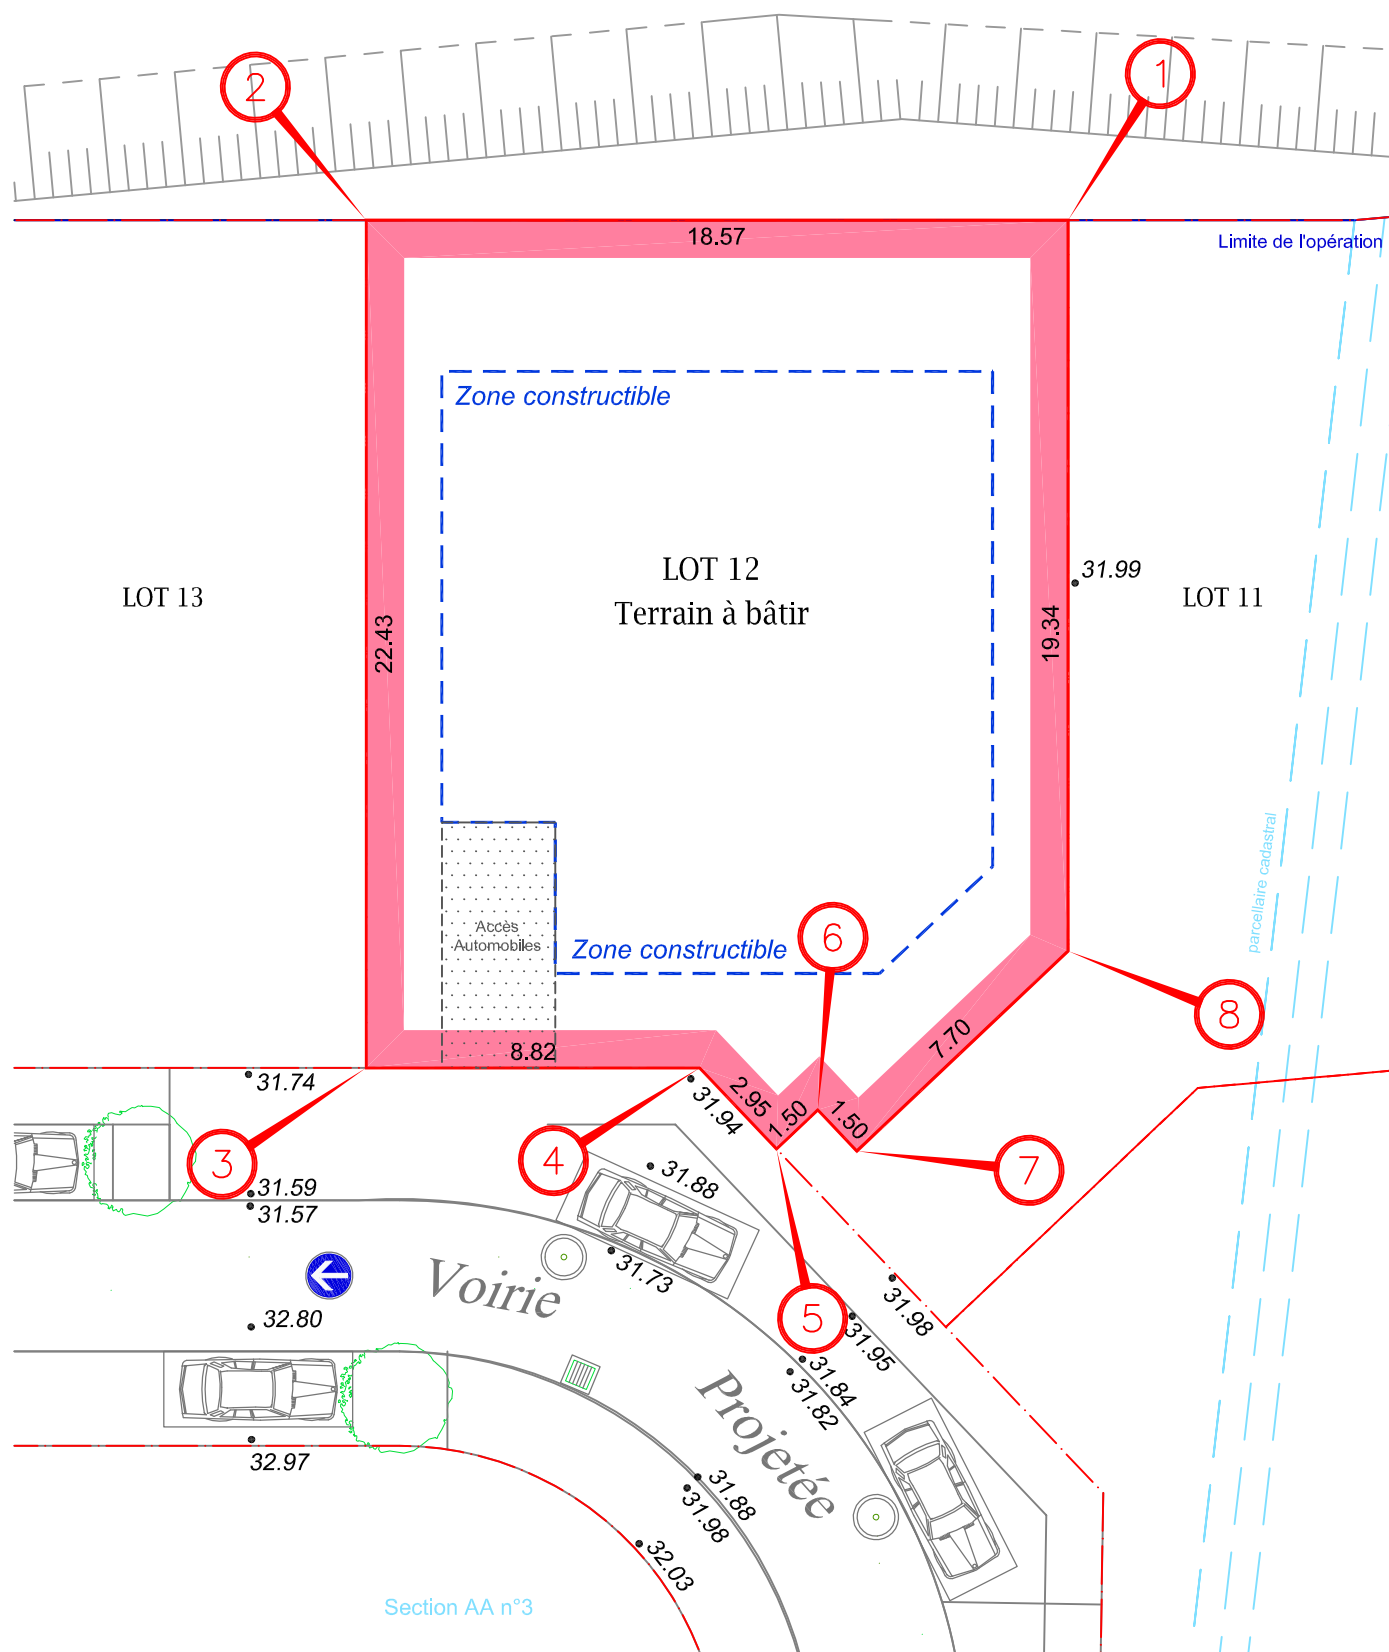 2
1
18.57
Limite de l'opération
Zone constructible
LOT 12
Terrain à bâtir
31.99
LOT 13
LOT 11
22.43
19.34
parcellaire cadastral
Accès
Automobiles
Zone constructible
6
8
7.70
8.82
2.95
1.50
1.50
31.74
31.94
3
4
7
31.88
31.59
31.57
31.73
Voirie
5
31.98
31.95
32.80
31.84
31.82
Projetée
32.97
31.88
31.98
32.03
Section AA n°3